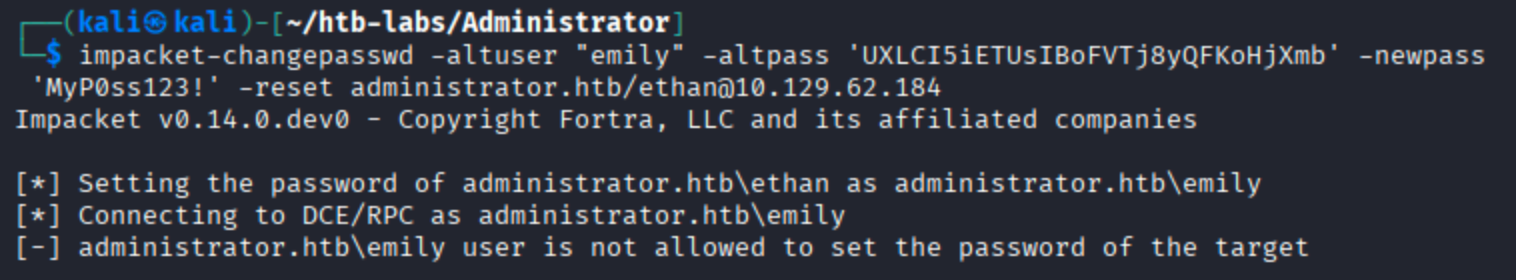 ┌──(kali㉿kali)-[~/htb-labs/Administrator]
└─$ impacket-changepasswd -altuser "emily" -altpass 'UXLCI5iETUsIBoFVTj8yQFKoHjXmb' -newpass
'MyP0ss123!' -reset administrator.htb/ethan@10.129.62.184
Impacket v0.14.0.dev0 - Copyright Fortra, LLC and its affiliated companies

[*] Setting the password of administrator.htb\ethan as administrator.htb\emily
[*] Connecting to DCE/RPC as administrator.htb\emily
[-] administrator.htb\emily user is not allowed to set the password of the target